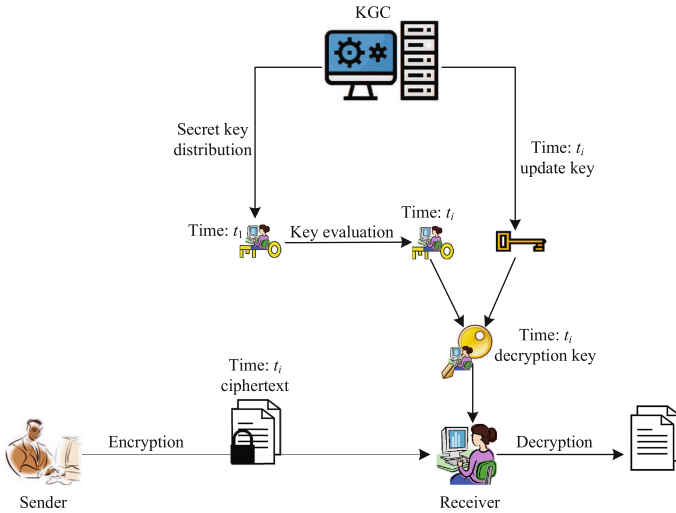 KGC
Secret key
distribution
Time: ti
update key
Time: t1
Key evaluation
Time: ti
Time: ti
decryption key
Time: ti
ciphertext
Encryption
Decryption
Sender
Receiver